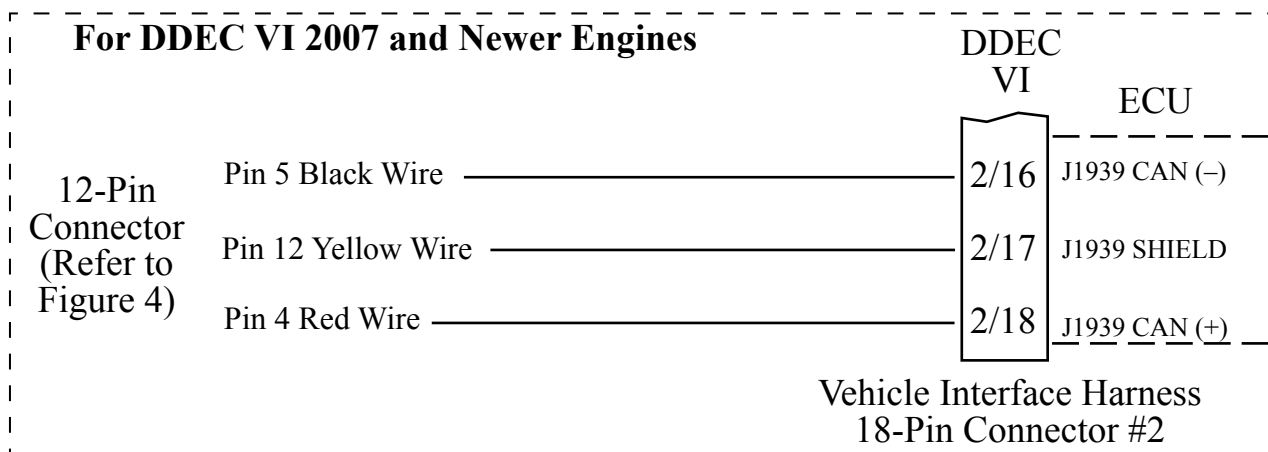 For DDEC VI 2007 and Newer Engines
DDEC
VI
ECU
12-Pin
Connector
(Refer to
Figure 4)
Pin 5 Black Wire
2/16
J1939 CAN (–)
Pin 12 Yellow Wire
2/17
J1939 SHIELD
Pin 4 Red Wire
2/18
J1939 CAN (+)
Vehicle Interface Harness
18-Pin Connector #2